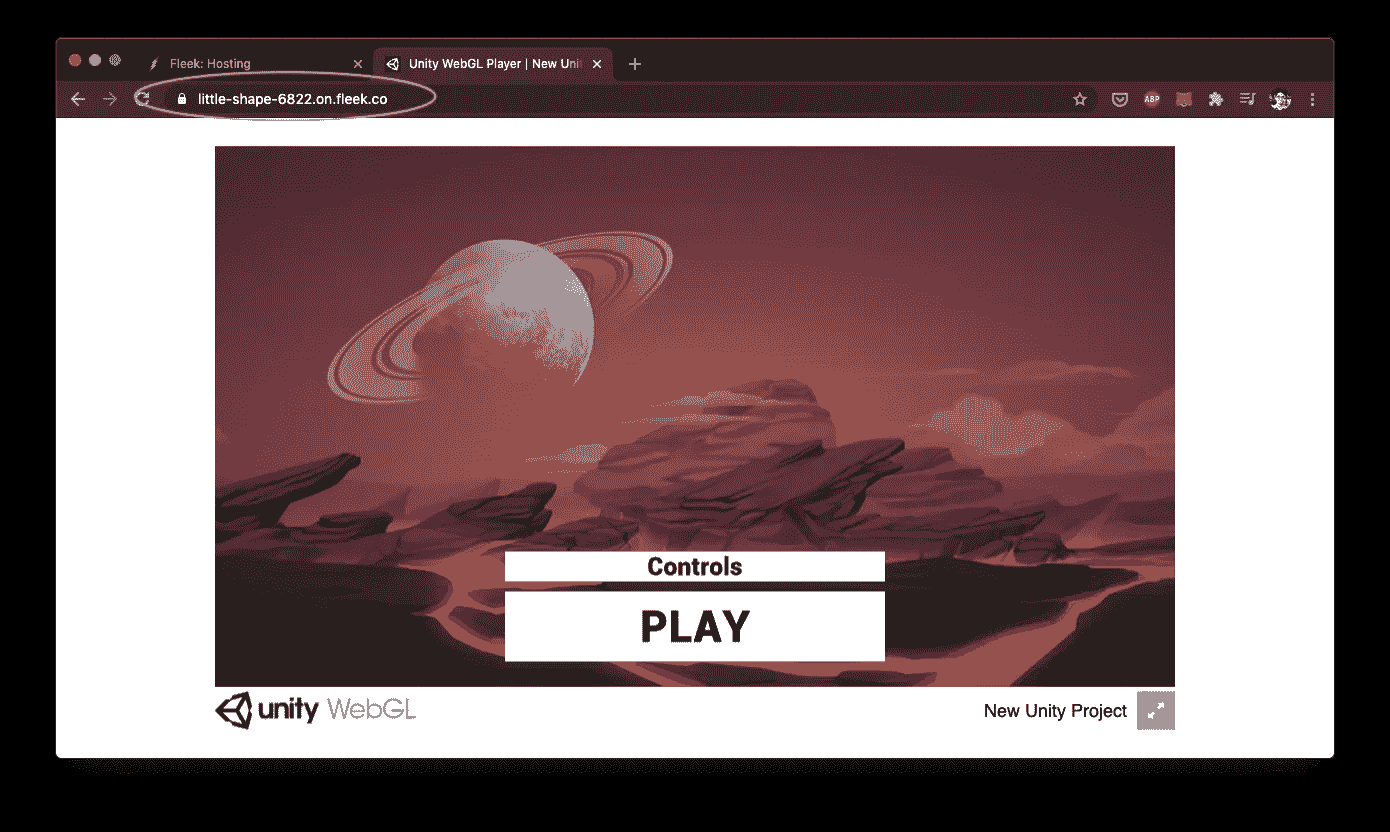 Fleek: Hosting
Unity WebGL Player | New Unit
little-shape-6822.on.fleek.co
ABP
Controls
PLAY
unity WebGL
New Unity Project